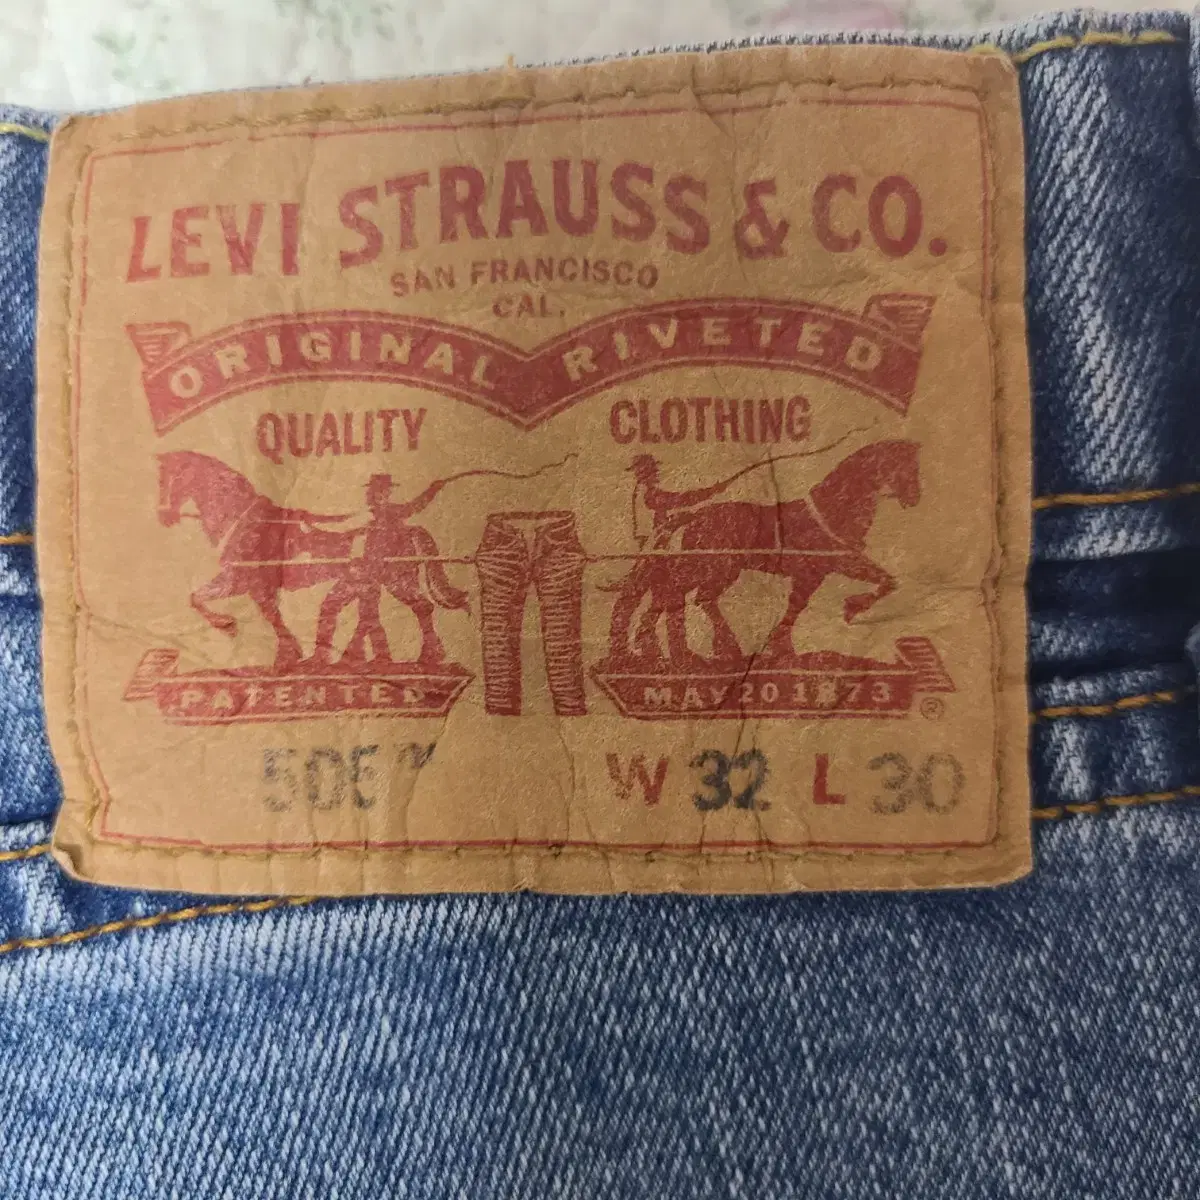 LEVI STRAUSS & CO.
SAN FRANCISCO
CAL.
ORIGINAL RIVETED
QUALITY CLOTHING
PATENTED MAY 20 1873
®
W 32 L 30